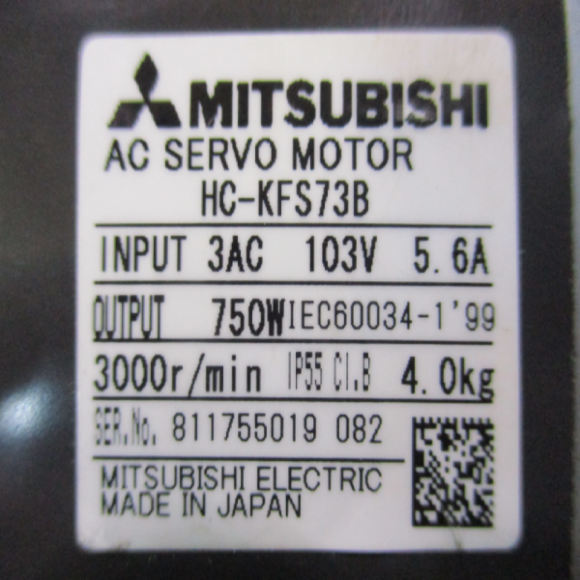 MITSUBISHI
AC SERVO MOTOR
HC-KFS73B
INPUT 3AC 103V 5.6A
OUTPUT 750W IEC60034-1'99
3000r/min IP55 Cl.B 4.0kg
SER.No. 811755019 082
MITSUBISHI ELECTRIC
MADE IN JAPAN